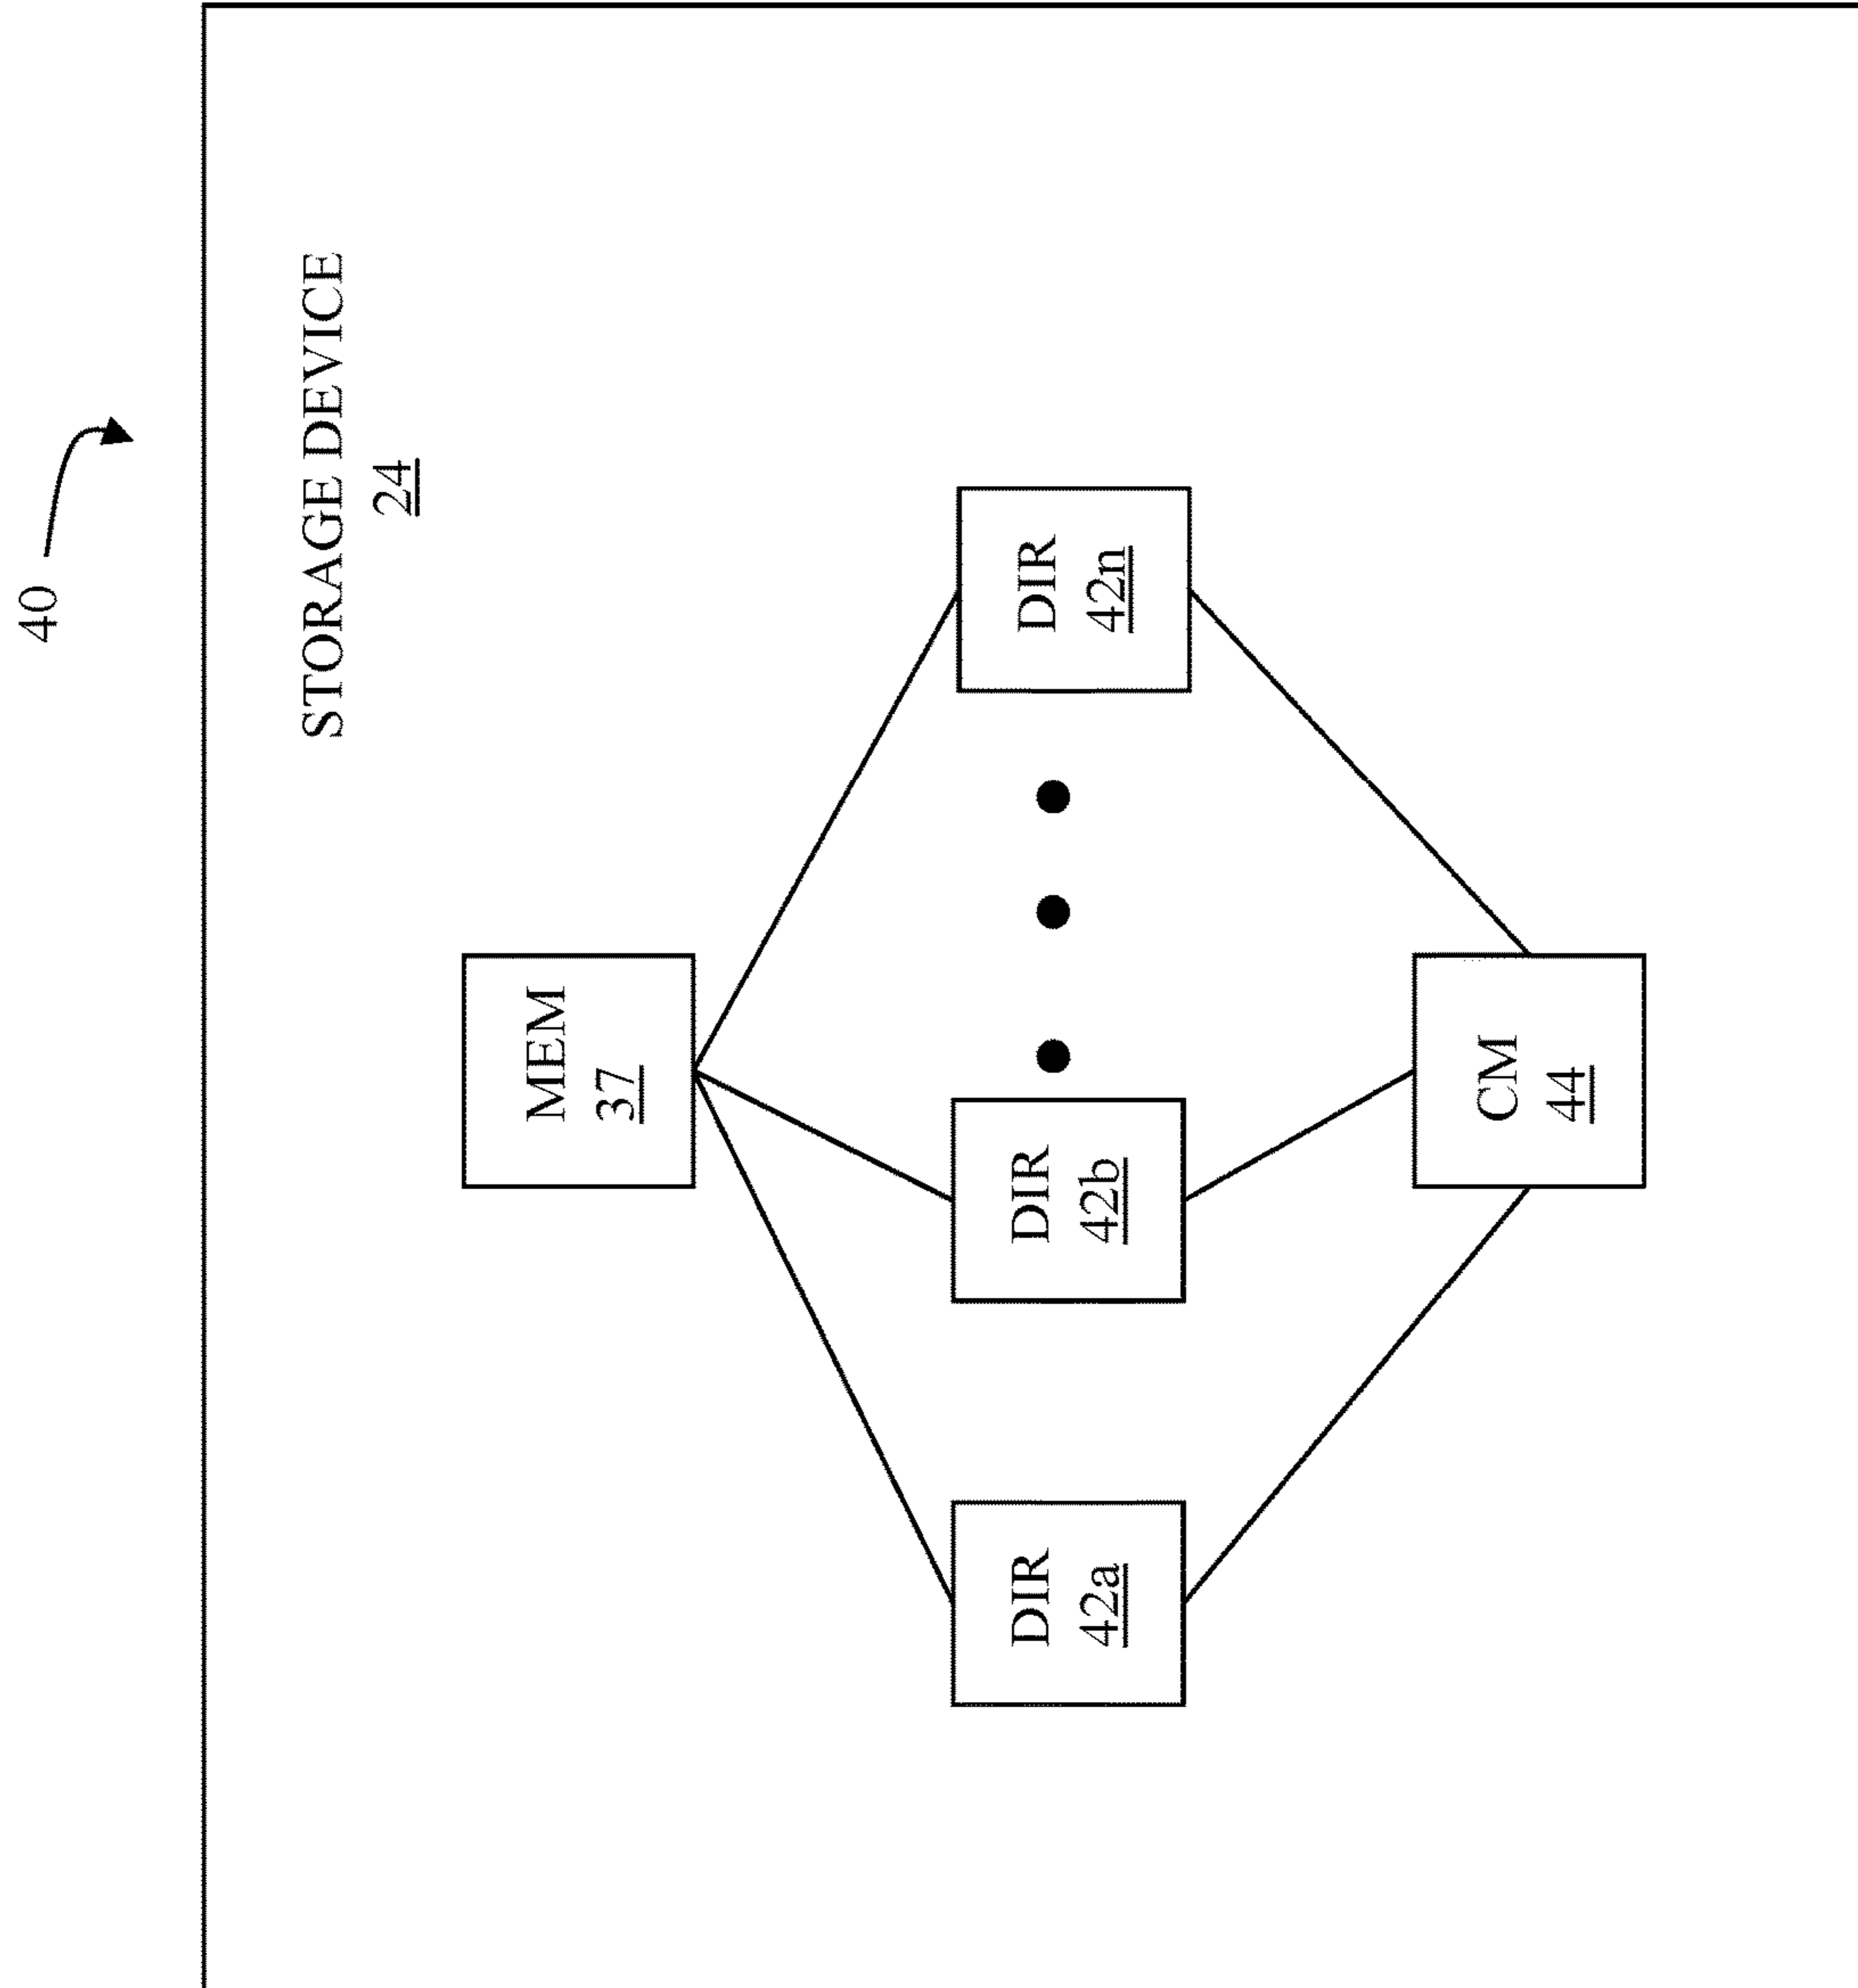 40
STORAGE DEVICE
24
MEM
37
DIR
42a
DIR
42b
DIR
42n
CM
44